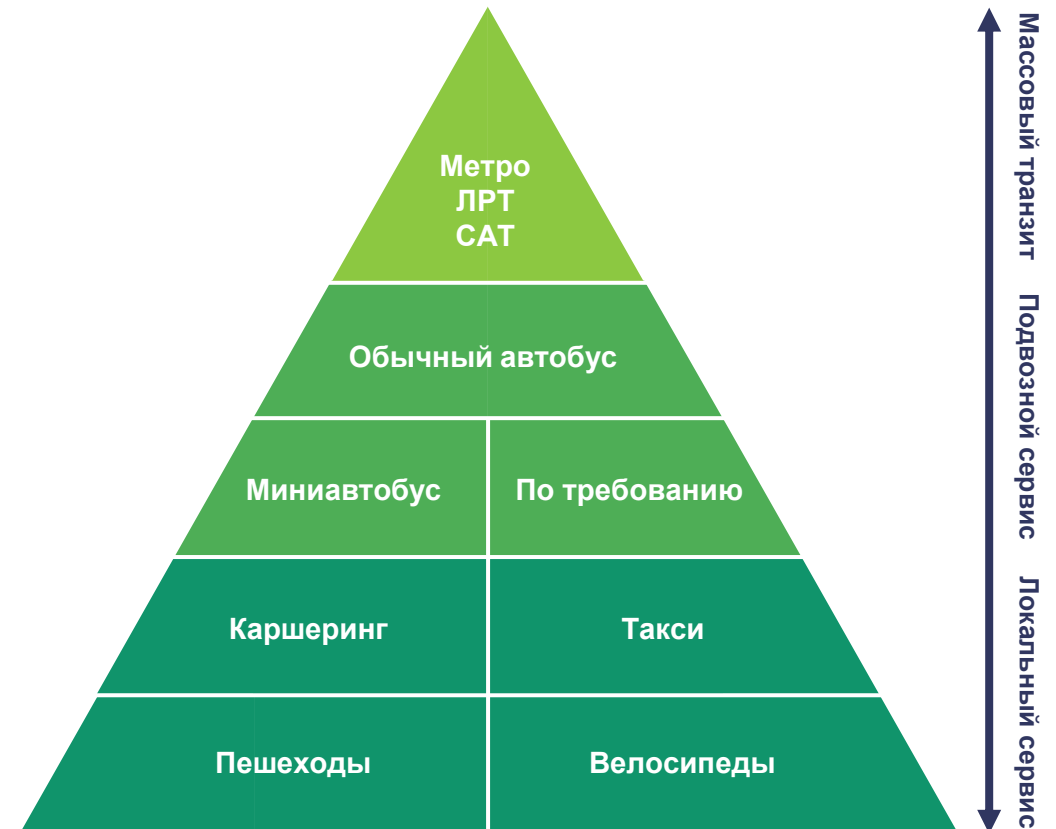 Метро
ЛРТ
САТ
Обычный автобус
Миниавтобус
По требованию
Каршеринг
Такси
Пешеходы
Велосипеды
Массовый транзит
Подвозной сервис
Локальный сервис